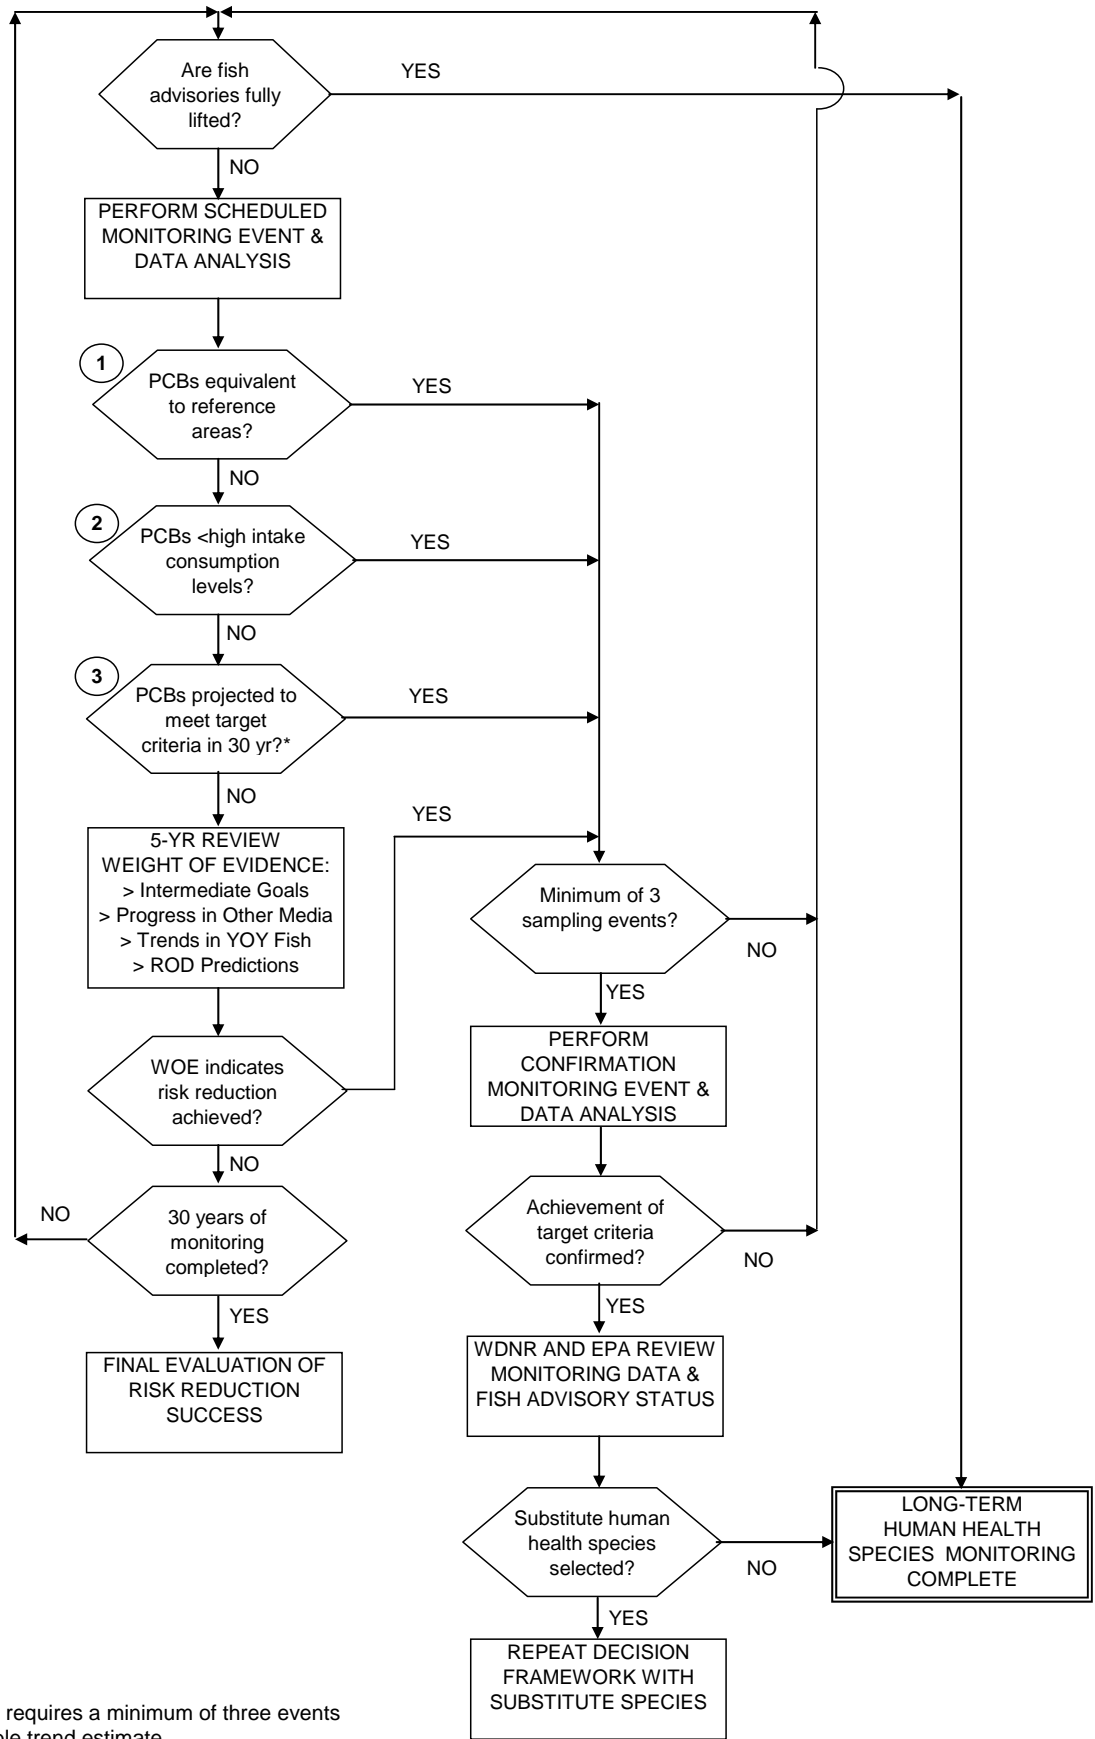 Are fish
advisories fully
lifted?
YES
NO
PERFORM SCHEDULED
MONITORING EVENT &
DATA ANALYSIS
1
PCBs equivalent
to reference
areas?
YES
NO
2
PCBs <high intake
consumption
levels?
YES
NO
3
PCBs projected to
meet target
criteria in 30 yr?*
YES
NO
5-YR REVIEW
WEIGHT OF EVIDENCE:
> Intermediate Goals
> Progress in Other Media
> Trends in YOY Fish
> ROD Predictions
YES
WOE indicates
risk reduction
achieved?
NO
30 years of
monitoring
completed?
NO
YES
FINAL EVALUATION OF
RISK REDUCTION
SUCCESS
Minimum of 3
sampling events?
NO
YES
PERFORM
CONFIRMATION
MONITORING EVENT &
DATA ANALYSIS
Achievement of
target criteria
confirmed?
NO
YES
WDNR AND EPA REVIEW
MONITORING DATA &
FISH ADVISORY STATUS
Substitute human
health species
selected?
NO
YES
REPEAT DECISION
FRAMEWORK WITH
SUBSTITUTE SPECIES
LONG-TERM
HUMAN HEALTH
SPECIES MONITORING
COMPLETE
requires a minimum of three events
trend estimate